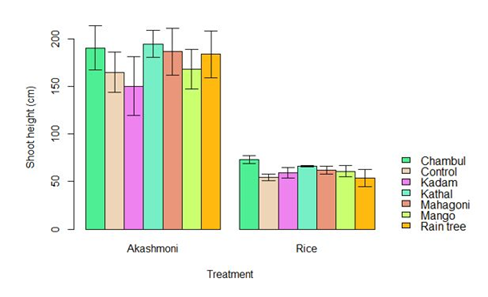 Shoot height (cm)
200
150
100
50
0
Akashmoni
Rice
Treatment
Chambul
Control
Kadam
Kathal
Mahagoni
Mango
Rain tree